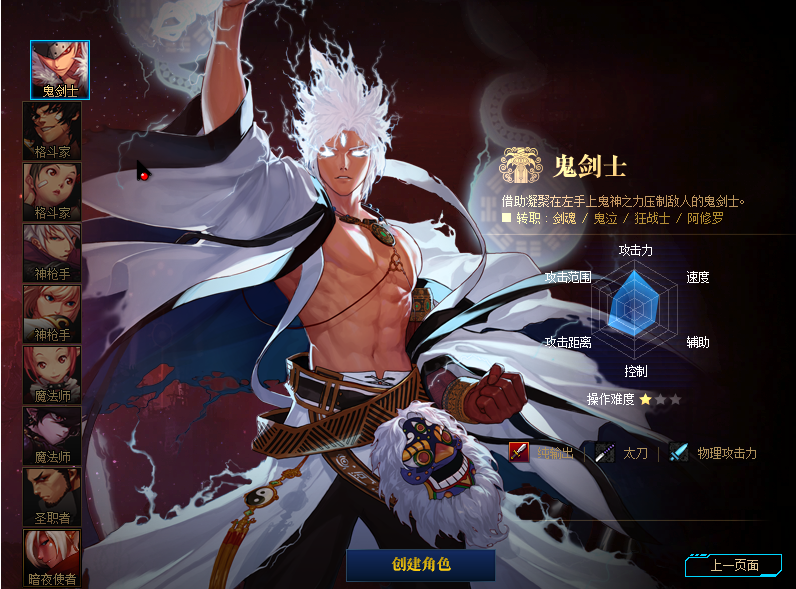 鬼剑士
格斗家
格斗家
神枪手
神枪手
魔法师
魔法师
圣职者
暗夜使者
鬼剑士
借助凝聚在左手上鬼神之力压制敌人的鬼剑士。
转职：剑魂 / 鬼泣 / 狂战士 / 阿修罗
攻击力
攻击范围
速度
攻击距离
辅助
控制
操作难度
纯输出 | 太刀 | 物理攻击力
创建角色
上一页面